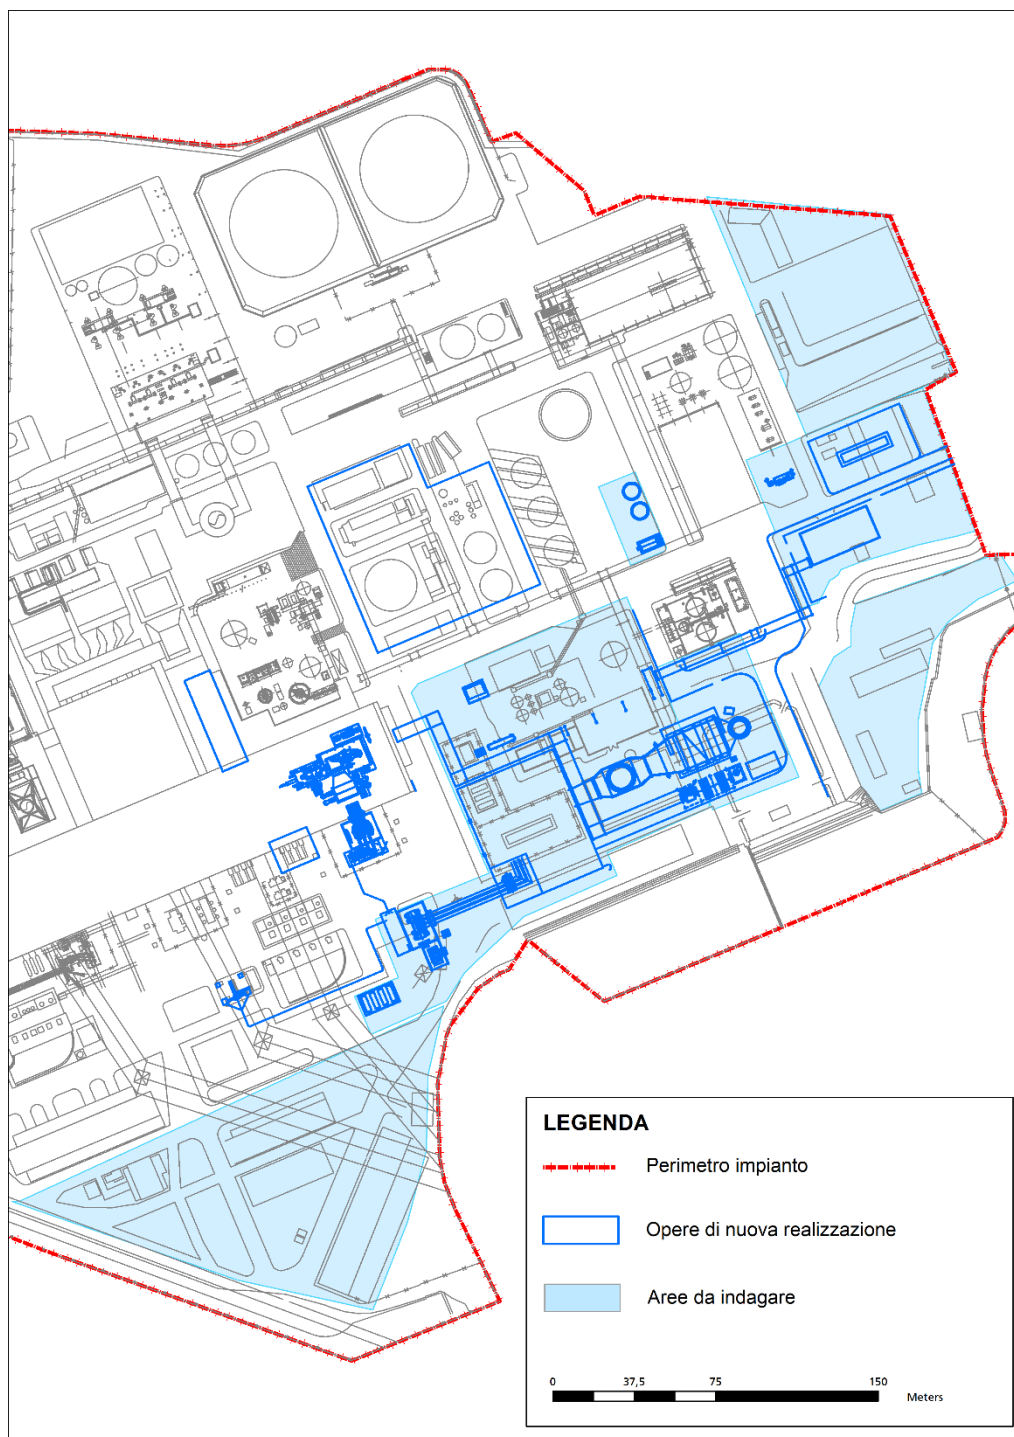 LEGENDA
Perimetro impianto
Opere di nuova realizzazione
Aree da indagare
0 37,5 75 150
Meters